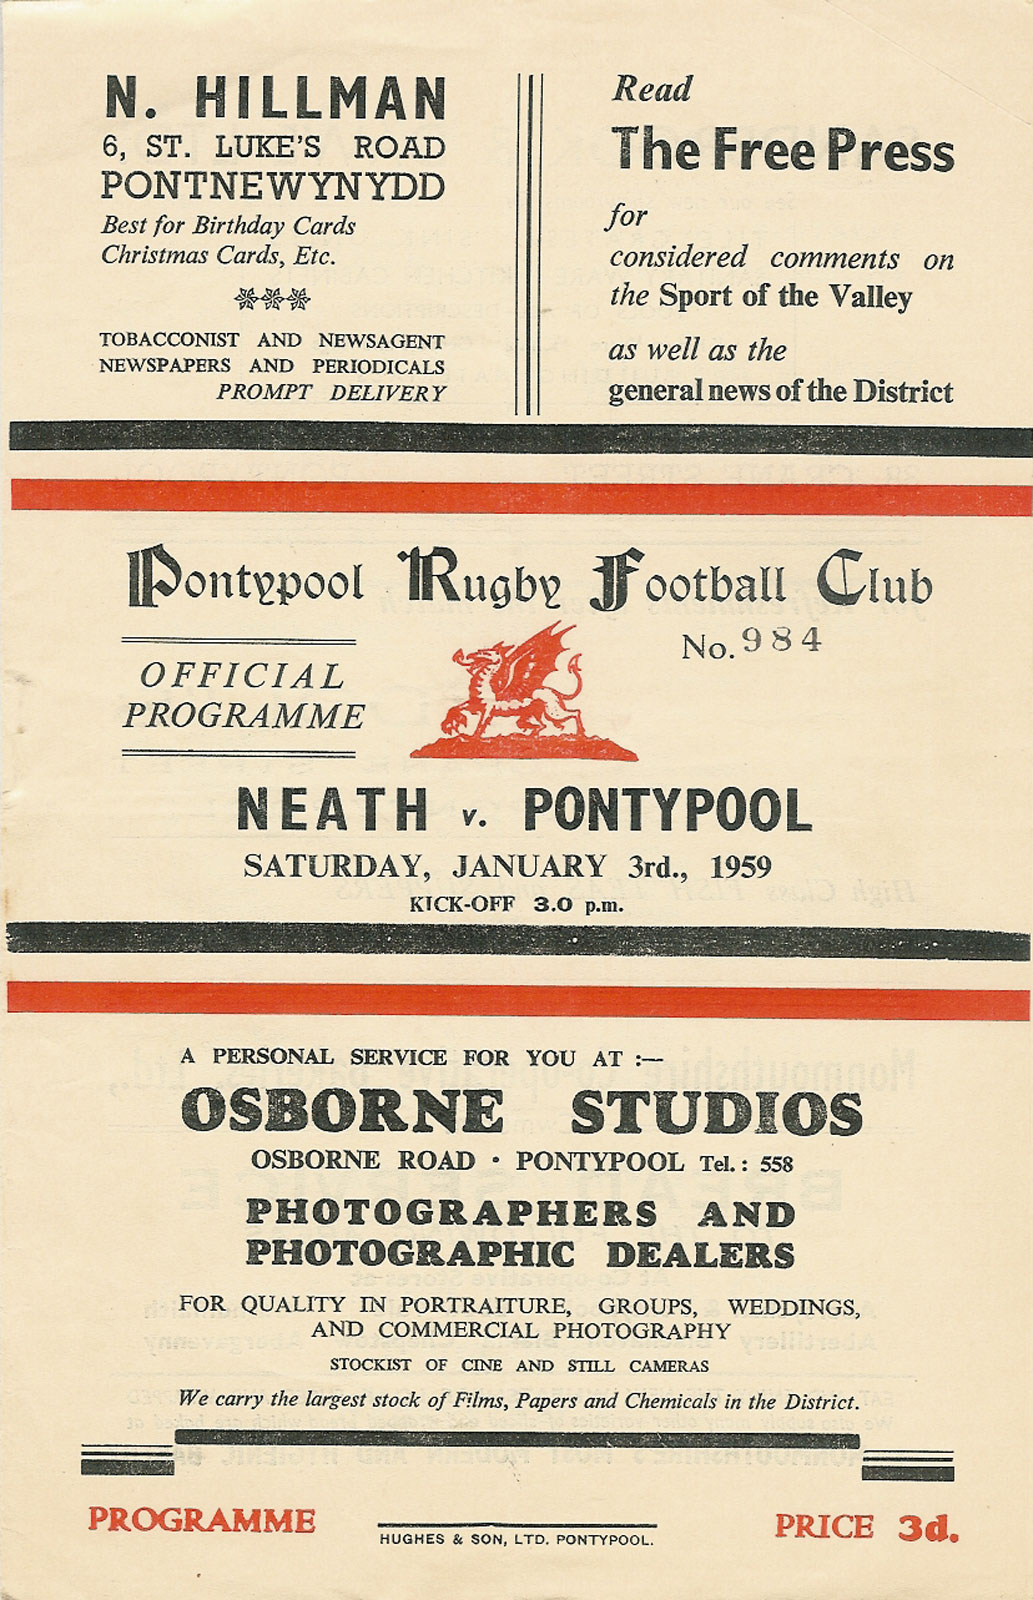 N. HILLMAN
6, ST. LUKE'S ROAD
PONTNEWYNYDD
Best for Birthday Cards
Christmas Cards, Etc.
TOBACCONIST AND NEWSAGENT
NEWSPAPERS AND PERIODICALS
PROMPT DELIVERY
Read
The Free Press
for
considered comments on
the Sport of the Valley
as well as the
general news of the District
Pontypool Rugby Football Club
No. 984
OFFICIAL
PROGRAMME
NEATH v. PONTYPOOL
SATURDAY, JANUARY 3rd., 1959
KICK-OFF 3.0 p.m.
A PERSONAL SERVICE FOR YOU AT :—
OSBORNE STUDIOS
OSBORNE ROAD · PONTYPOOL Tel.: 558
PHOTOGRAPHERS AND
PHOTOGRAPHIC DEALERS
FOR QUALITY IN PORTRAITURE, GROUPS, WEDDINGS,
AND COMMERCIAL PHOTOGRAPHY
STOCKIST OF CINE AND STILL CAMERAS
We carry the largest stock of Films, Papers and Chemicals in the District.
PROGRAMME
HUGHES & SON, LTD. PONTYPOOL.
PRICE 3d.